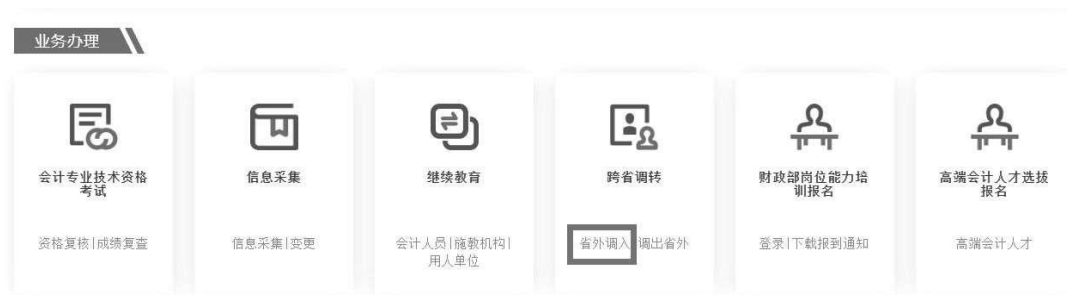 业务办理
会计专业技术资格
考试
信息采集
继续教育
跨省调转
财政部岗位能力培
训报名
高端会计人才选拔
报名
资格复核|成绩复查
信息采集|变更
会计人员|施教机构|
用人单位
省外调入 调出省外
登录|下载报到通知
高端会计人才